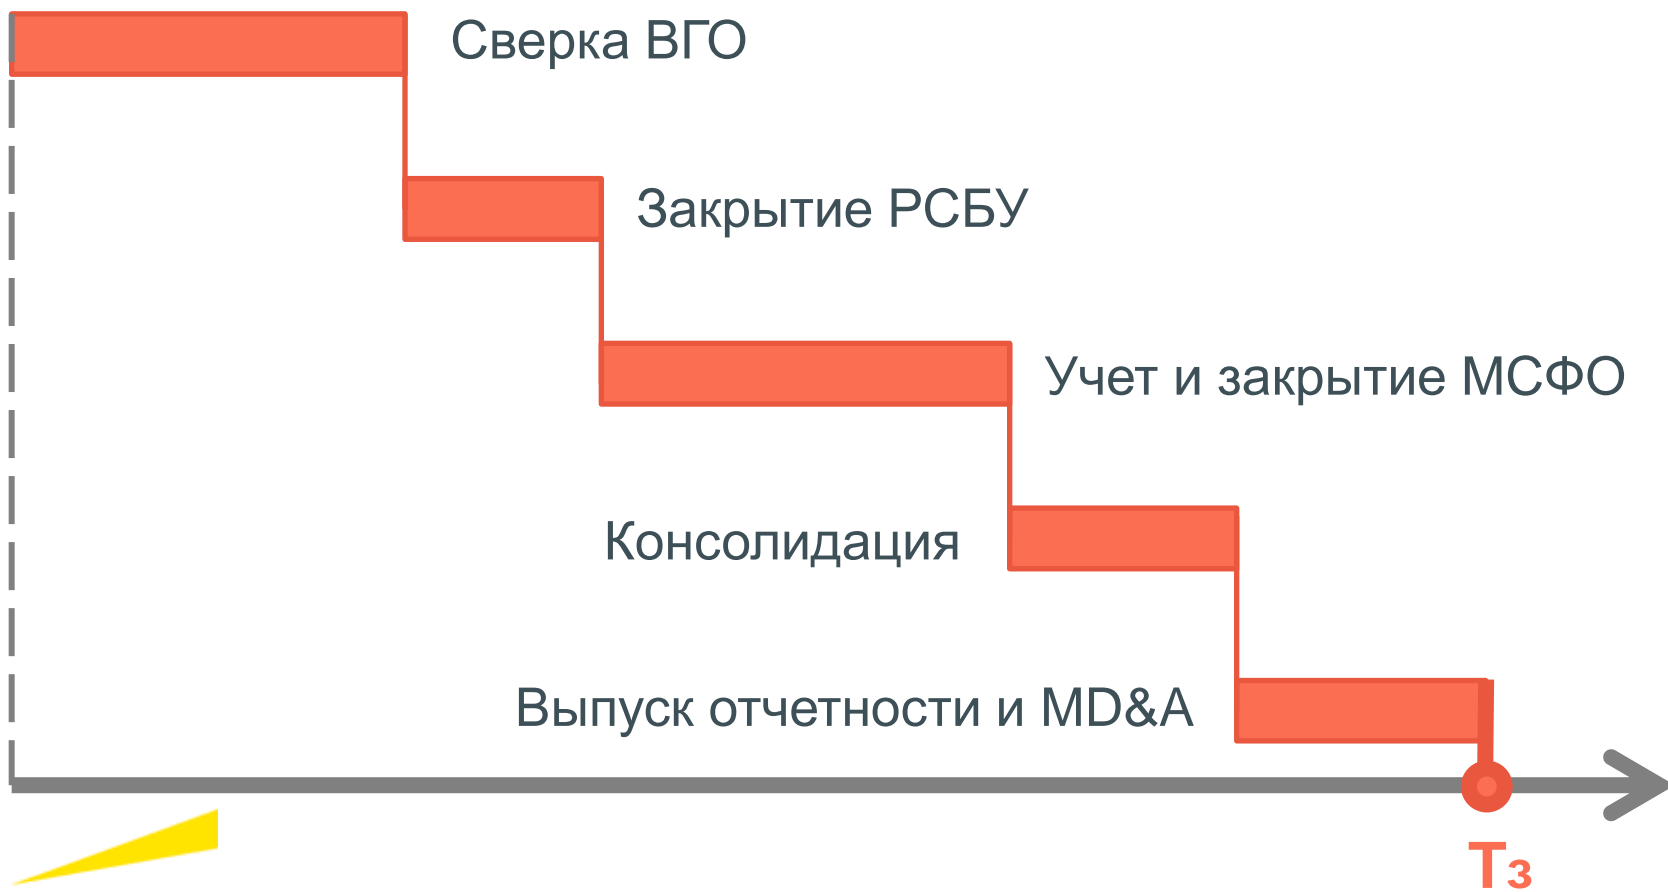 Сверка ВГО
Закрытие РСБУ
Учет и закрытие МСФО
Консолидация
Выпуск отчетности и MD&A
Тз